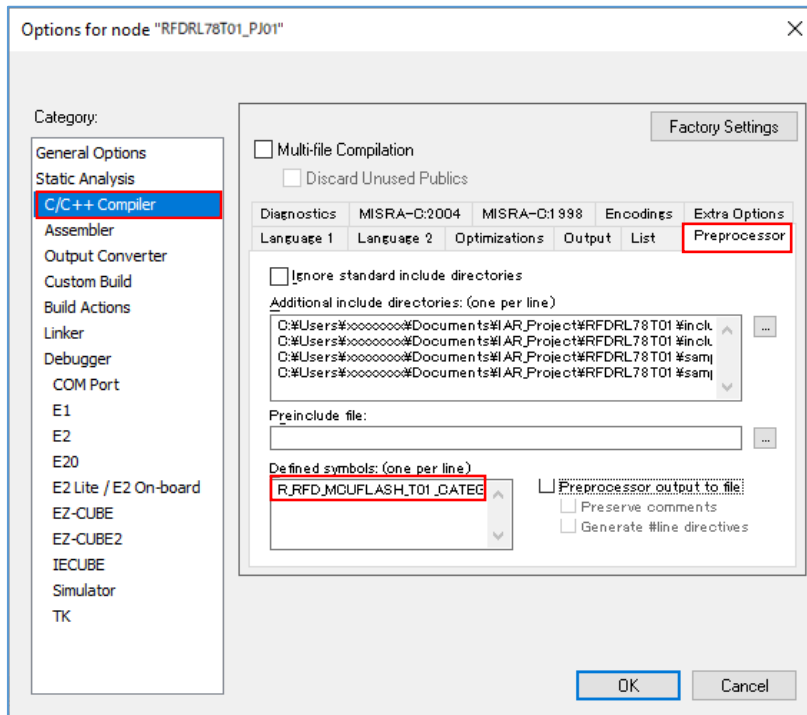 Options for node "RFDRL78T01_PJ01"
Category:
General Options
Static Analysis
C/C++ Compiler
Assembler
Output Converter
Custom Build
Build Actions
Linker
Debugger
COM Port
E1
E2
E20
E2 Lite / E2 On-board
EZ-CUBE
EZ-CUBE2
IECUBE
Simulator
TK
Factory Settings
Multi-file Compilation
Discard Unused Publics
Diagnostics MISRA-C:2004 MISRA-C:1998 Encodings Extra Options
Language 1 Language 2 Optimizations Output List Preprocessor
Ignore standard include directories
Additional include directories: (one per line)
C:¥Users¥xxxxxxxx¥Documents¥IAR_Project¥RFDRL78T01¥inclu
C:¥Users¥xxxxxxxx¥Documents¥IAR_Project¥RFDRL78T01¥inclu
C:¥Users¥xxxxxxxx¥Documents¥IAR_Project¥RFDRL78T01¥samp
C:¥Users¥xxxxxxxx¥Documents¥IAR_Project¥RFDRL78T01¥samp
...
Preinclude file:
...
Defined symbols: (one per line)
R_RFD_MCUFLASH_T01_CATEG
Preprocessor output to file
Preserve comments
Generate #line directives
OK Cancel